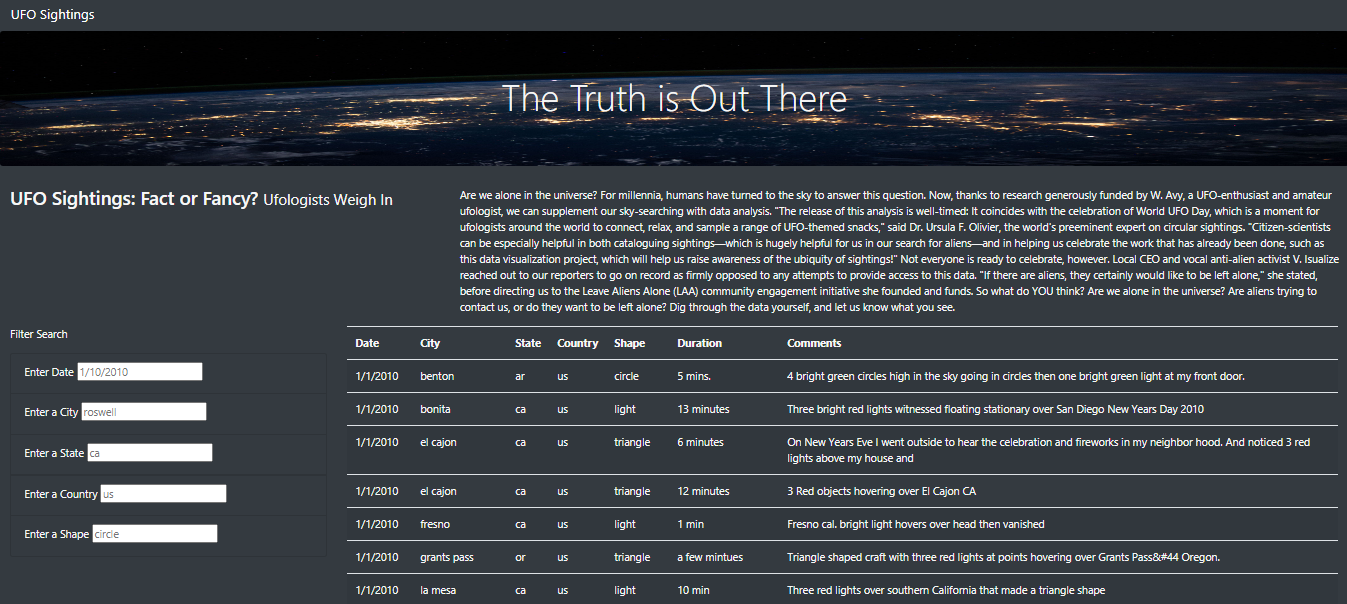 UFO Sightings
The Truth is Out There
UFO Sightings: Fact or Fancy? Ufologists Weigh In
Are we alone in the universe? For millennia, humans have turned to the sky to answer this question. Now, thanks to research generously funded by W. Avy, a UFO-enthusiast and amateur
ufologist, we can supplement our sky-searching with data analysis. "The release of this analysis is well-timed: It coincides with the celebration of World UFO Day, which is a moment for
ufologists around the world to connect, relax, and sample a range of UFO-themed snacks," said Dr. Ursula F. Olivier, the world's preeminent expert on circular sightings. "Citizen-scientists
can be especially helpful in both cataloguing sightings—which is hugely helpful for us in our search for aliens—and in helping us celebrate the work that has already been done, such as
this data visualization project, which will help us raise awareness of the ubiquity of sightings!" Not everyone is ready to celebrate, however. Local CEO and vocal anti-alien activist V. Isualize
reached out to our reporters to go on record as firmly opposed to any attempts to provide access to this data. "If there are aliens, they certainly would like to be left alone," she stated,
before directing us to the Leave Aliens Alone (LAA) community engagement initiative she founded and funds. So what do YOU think? Are we alone in the universe? Are aliens trying to
contact us, or do they want to be left alone? Dig through the data yourself, and let us know what you see.
Filter Search
Enter Date 1/10/2010
Enter a City roswell
Enter a State ca
Enter a Country us
Enter a Shape circle
Date City State Country Shape Duration Comments
1/1/2010 benton ar us circle 5 mins. 4 bright green circles high in the sky going in circles then one bright green light at my front door.
1/1/2010 bonita ca us light 13 minutes Three bright red lights witnessed floating stationary over San Diego New Years Day 2010
1/1/2010 el cajon ca us triangle 6 minutes On New Years Eve I went outside to hear the celebration and fireworks in my neighbor hood. And noticed 3 red
lights above my house and
1/1/2010 el cajon ca us triangle 12 minutes 3 Red objects hovering over El Cajon CA
1/1/2010 fresno ca us light 1 min Fresno cal. bright light hovers over head then vanished
1/1/2010 grants pass or us triangle a few mintues Triangle shaped craft with three red lights at points hovering over Grants Pass&#44 Oregon.
1/1/2010 la mesa ca us light 10 min Three red lights over southern California that made a triangle shape